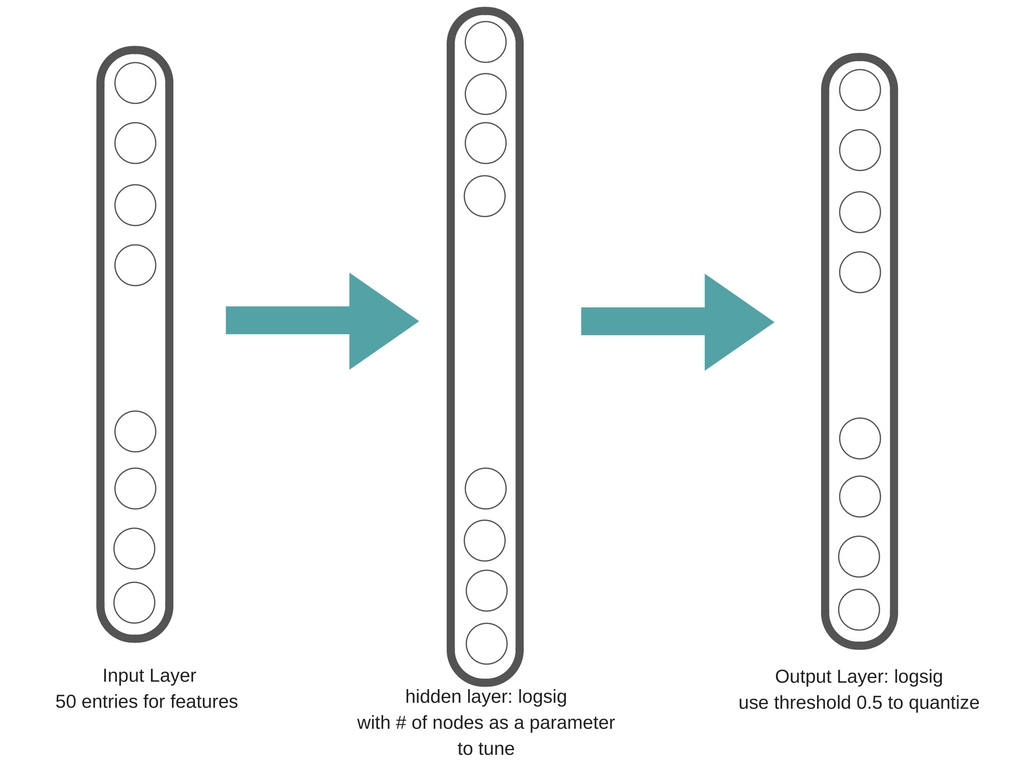 Input Layer
50 entries for features
hidden layer: logsig
with # of nodes as a parameter
to tune
Output Layer: logsig
use threshold 0.5 to quantize